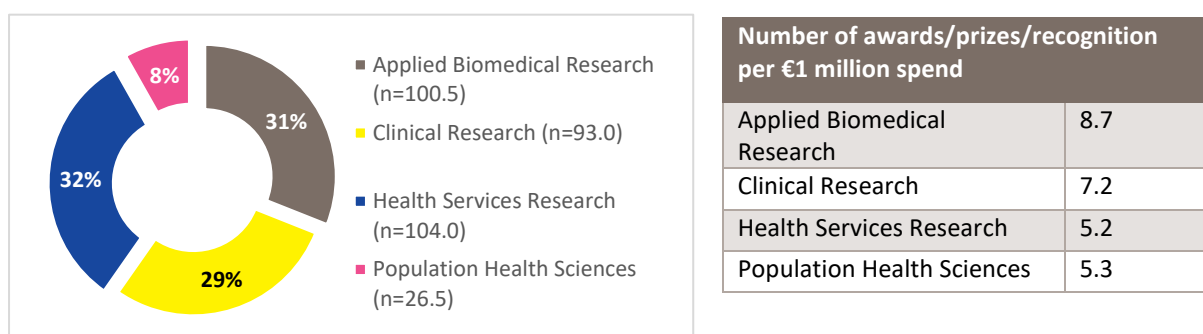 8%
31%
32%
29%
Applied Biomedical Research
(n=100.5)
Clinical Research (n=93.0)
Health Services Research
(n=104.0)
Population Health Sciences
(n=26.5)
Number of awards/prizes/recognition
per €1 million spend
Applied Biomedical
Research
8.7
Clinical Research
7.2
Health Services Research
5.2
Population Health Sciences
5.3